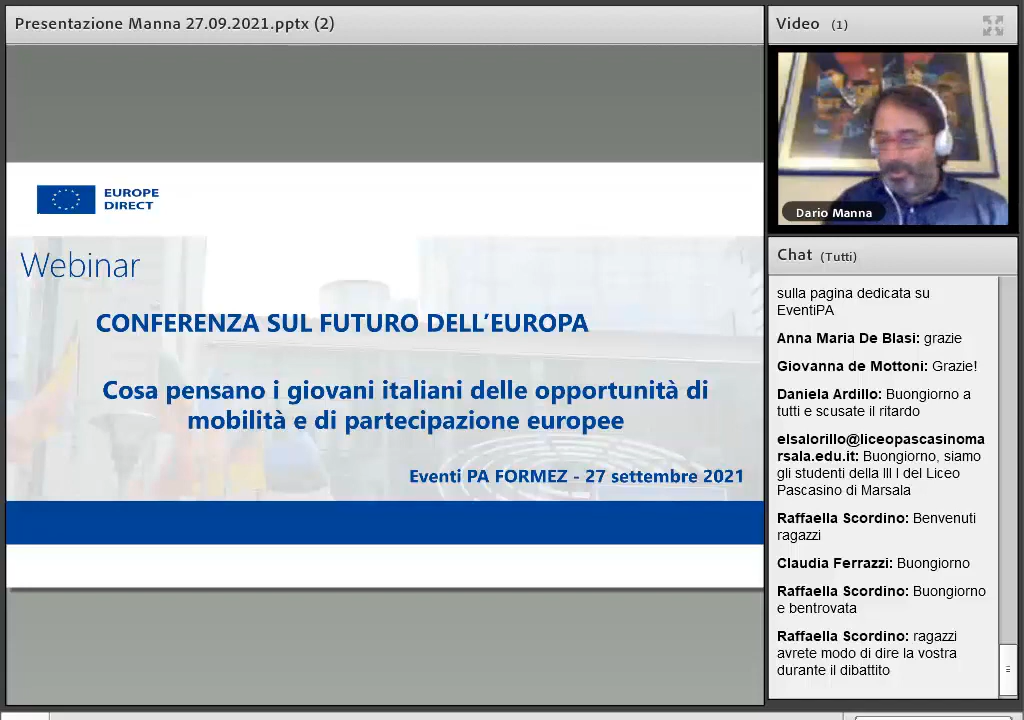 Presentazione Manna 27.09.2021.pptx (2)
EUROPE
DIRECT
Webinar
CONFERENZA SUL FUTURO DELL'EUROPA
Cosa pensano i giovani italiani delle opportunità di
mobilità e di partecipazione europee
Eventi PA FORMEZ - 27 settembre 2021
Video (1)
Dario Manna
Chat (Tutti)
sulla pagina dedicata su
EventiPA
Anna Maria De Blasi: grazie
Giovanna de Mottoni: Grazie!
Daniela Ardillo: Buongiorno a
tutti e scusate il ritardo
elsalorillo@liceopascasinoma
rsala.edu.it: Buongiorno, siamo
gli studenti della III I del Liceo
Pascasino di Marsala
Raffaella Scordino: Benvenuti
ragazzi
Claudia Ferrazzi: Buongiorno
Raffaella Scordino: Buongiorno
e bentrovata
Raffaella Scordino: ragazzi
avrete modo di dire la vostra
durante il dibattito